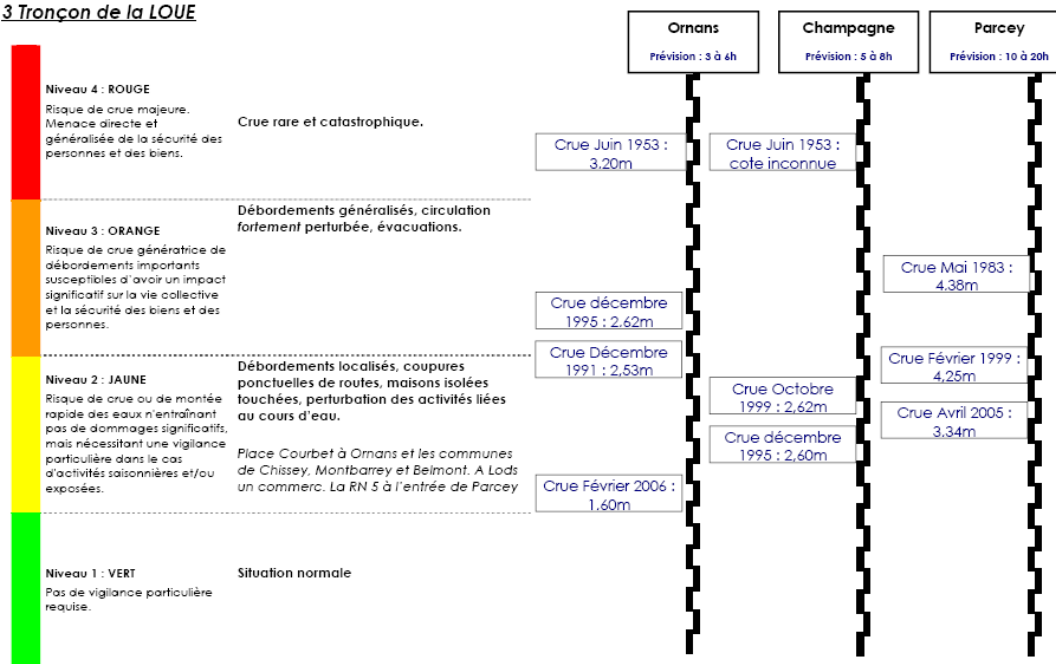 3 Tronçon de la LOUE
Ornans
Prévision : 3 à 6h
Champagne
Prévision : 5 à 8h
Parcey
Prévision : 10 à 20h
Niveau 4 : ROUGE
Risque de crue majeure.
Menace directe et
généralisée de la sécurité des
personnes et des biens.
Crue rare et catastrophique.
Crue Juin 1953 :
3.20m
Crue Juin 1953 :
cote inconnue
Niveau 3 : ORANGE
Risque de crue génératrice de
débordements importants
susceptibles d'avoir un impact
significatif sur la vie collective
et la sécurité des biens et des
personnes.
Débordements généralisés, circulation
fortement perturbée, évacuations.
Crue Mai 1983 :
4.38m
Crue décembre
1995 : 2.62m
Niveau 2 : JAUNE
Risque de crue ou de montée
rapide des eaux n'entraînant
pas de dommages significatifs,
mais nécessitant une vigilance
particulière dans le cas
d'activités saisonnières et/ou
exposées.
Débordements localisés, coupures
ponctuelles de routes, maisons isolées
touchées, perturbation des activités liées
au cours d'eau.
Place Courbet à Ornans et les communes
de Chissey, Montbarrey et Belmont. A Lods
un commerc. La RN 5 à l'entrée de Parcey
Crue Décembre
1991 : 2,53m
Crue Février 1999 :
4,25m
Crue Octobre
1999 : 2,62m
Crue Avril 2005 :
3.34m
Crue décembre
1995 : 2,60m
Crue Février 2006 :
1.60m
Niveau 1 : VERT
Pas de vigilance particulière
requise.
Situation normale